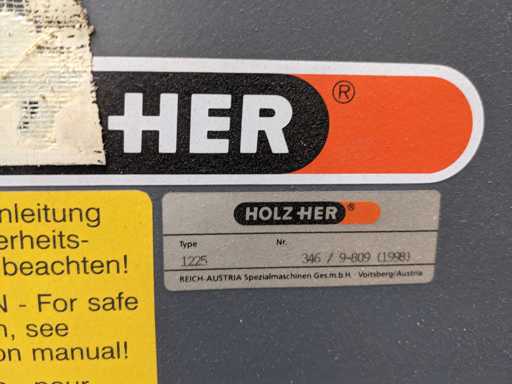 HER ®
HOLZ-HER ®
Type Nr.
1225 346 / 9-809 (1998)
REICH-AUSTRIA Spezialmaschinen Ges.m.b.H. Voitsberg/Austria
nleitung
erheits-
beachten!
N - For safe
n, see
on manual!